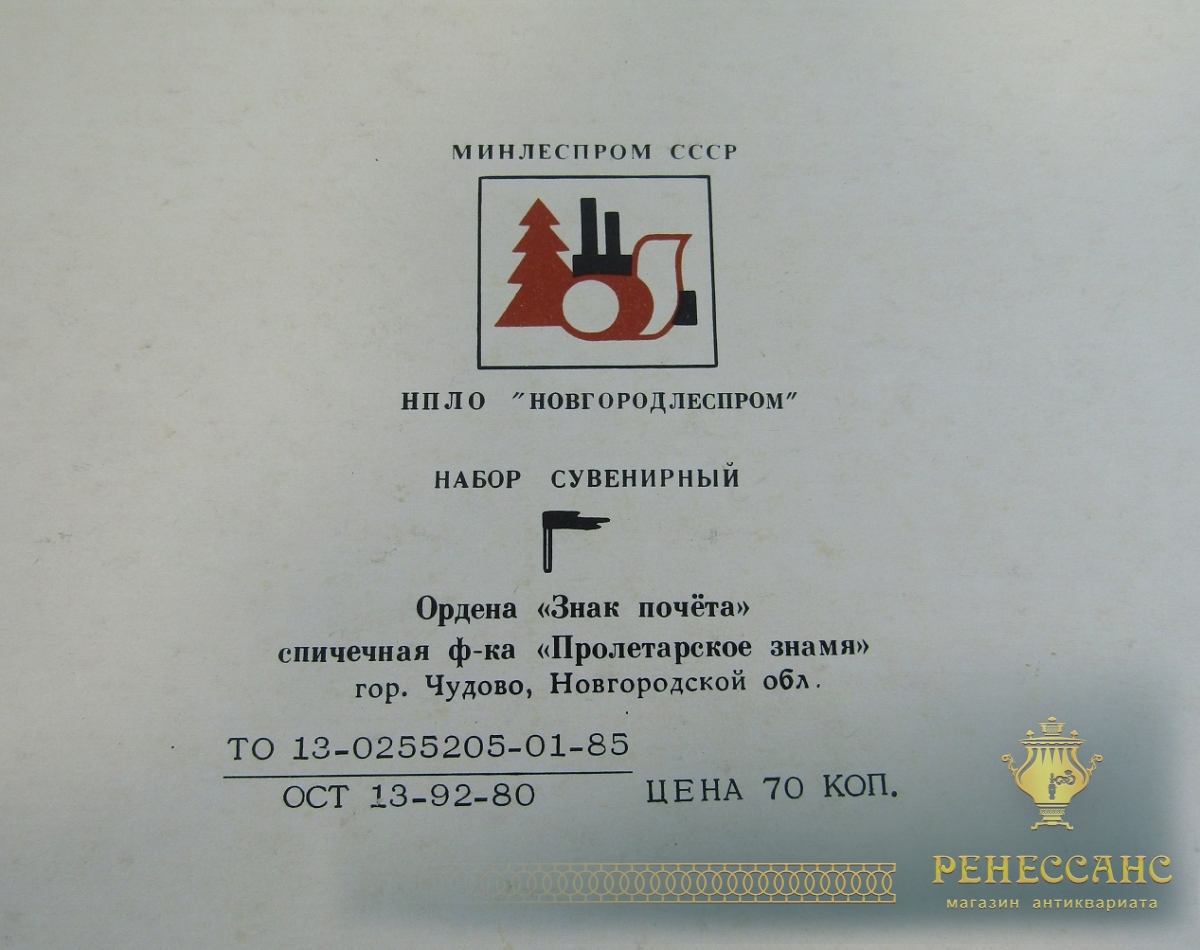 МИНЛЕСПРОМ СССР
НПЛО "НОВГОРОДЛЕСПРОМ"
НАБОР СУВЕНИРНЫЙ
Ордена «Знак почёта»
спичечная ф-ка «Пролетарское знамя»
гор. Чудово, Новгородской обл.
ТО 13-0255205-01-85
ОСТ 13-92-80
ЦЕНА 70 КОП.
РЕНЕССАНС
магазин антиквариата